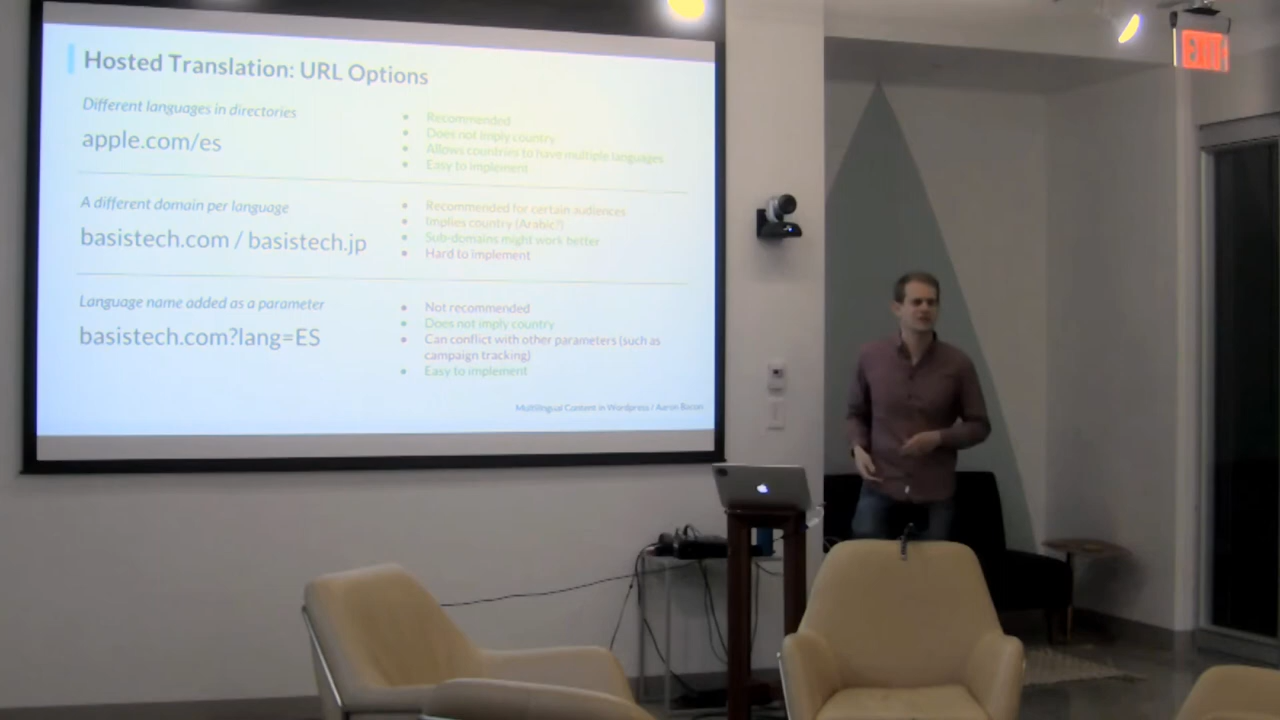 Hosted Translation: URL Options
Different languages in directories
apple.com/es
Recommended
Does not imply country
Allows countries to have multiple languages
Easy to implement
A different domain per language
basistech.com / basistech.jp
Recommended for certain audiences
Implies country (Arabic?)
Sub-domains might work better
Hard to implement
Language name added as a parameter
basistech.com?lang=ES
Not recommended
Does not imply country
Can conflict with other parameters (such as
campaign tracking)
Easy to implement
Multilingual Content in Wordpress / Aaron Bacon
EXIT